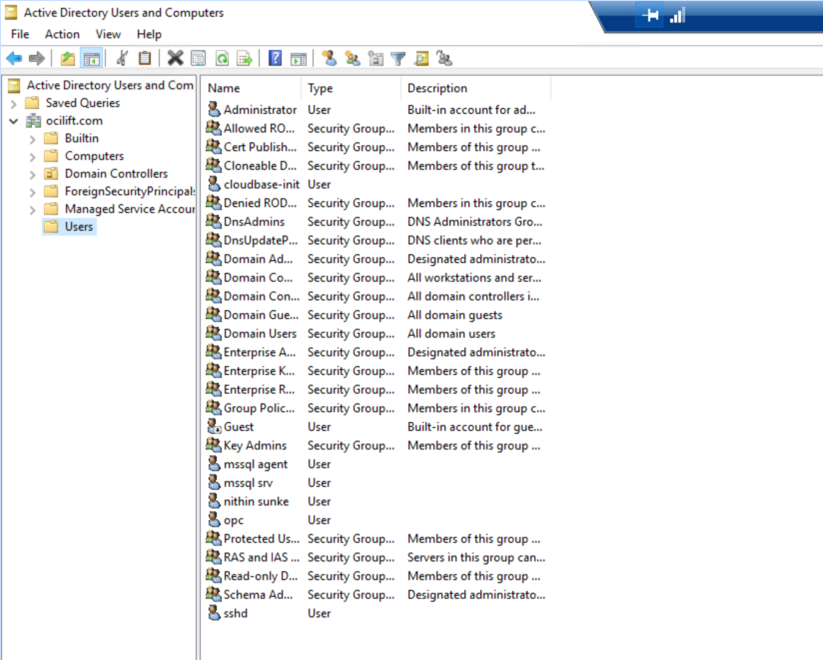 Active Directory Users and Computers
File Action View Help
Active Directory Users and Com
Saved Queries
ocilift.com
Builtin
Computers
Domain Controllers
ForeignSecurityPrincipals
Managed Service Accour
Users
Name Type Description
Administrator User Built-in account for ad...
Allowed RO... Security Group... Members in this group c...
Cert Publish... Security Group... Members of this group ...
Cloneable D... Security Group... Members of this group t...
cloudbase-init User
Denied ROD... Security Group... Members in this group c...
DnsAdmins Security Group... DNS Administrators Gro...
DnsUpdateP... Security Group... DNS clients who are per...
Domain Ad... Security Group... Designated administrato...
Domain Co... Security Group... All workstations and ser...
Domain Con... Security Group... All domain controllers i...
Domain Gue... Security Group... All domain guests
Domain Users Security Group... All domain users
Enterprise A... Security Group... Designated administrato...
Enterprise K... Security Group... Members of this group ...
Enterprise R... Security Group... Members of this group ...
Group Polic... Security Group... Members in this group c...
Guest User Built-in account for gue...
Key Admins Security Group... Members of this group ...
mssql agent User
mssql srv User
nithin sunke User
opc User
Protected Us... Security Group... Members of this group ...
RAS and IAS ... Security Group... Servers in this group can...
Read-only D... Security Group... Members of this group ...
Schema Ad... Security Group... Designated administrato...
sshd User